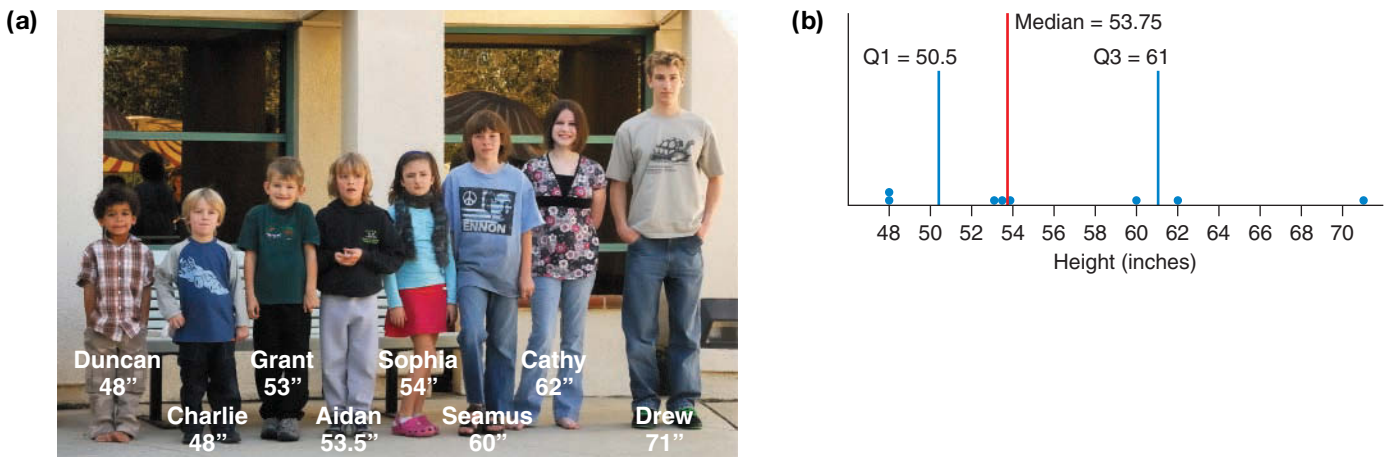 (a)
Duncan
48”
Charlie
48”
Grant
53”
Aidan
53.5”
Sophia
54”
Seamus
60”
Cathy
62”
Drew
71”
ENNON
(b)
Median = 53.75
Q1 = 50.5
Q3 = 61
48 50 52 54 56 58 60 62 64 66 68 70
Height (inches)